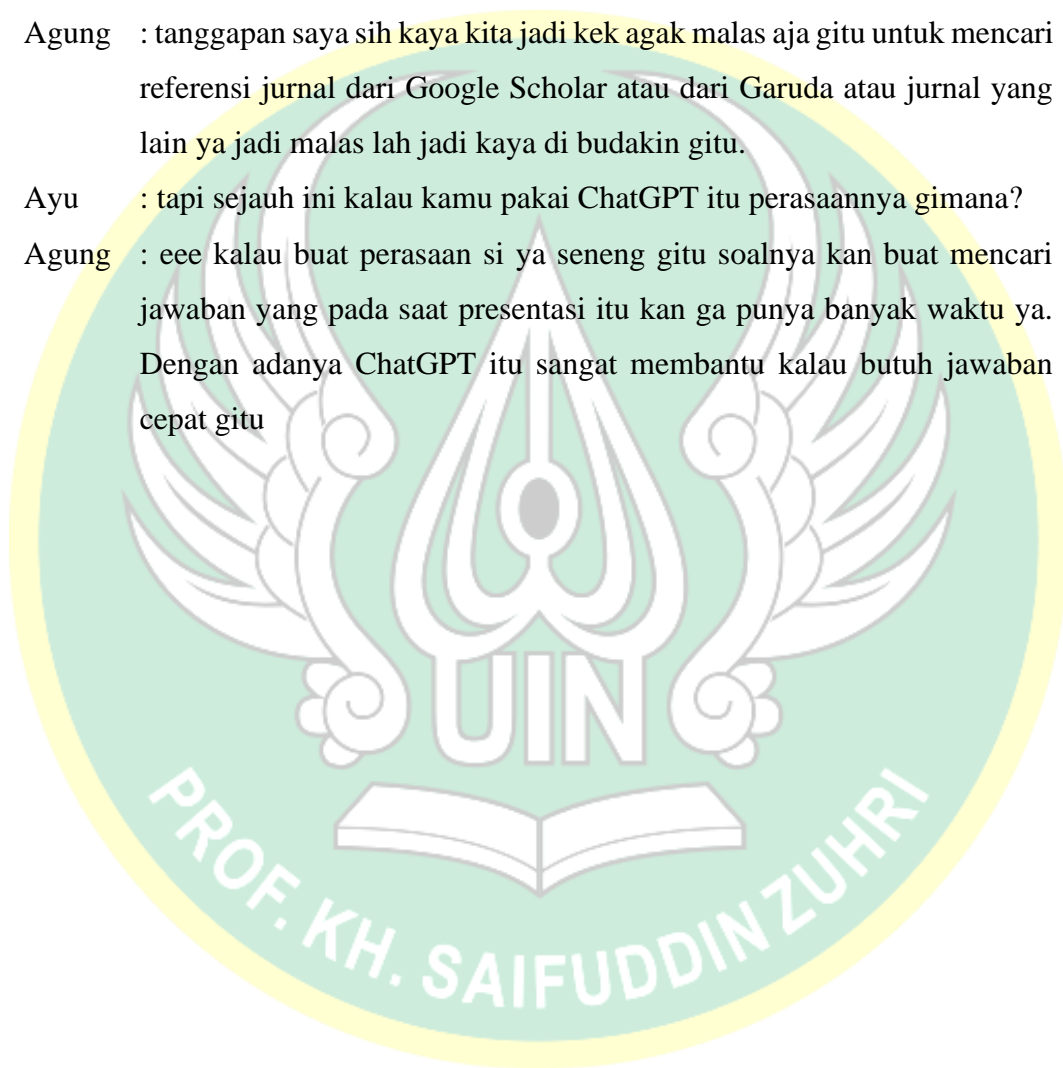 Agung : tanggapan saya sih kaya kita jadi kek agak malas aja gitu untuk mencari
referensi jurnal dari Google Scholar atau dari Garuda atau jurnal yang
lain ya jadi malas lah jadi kaya di budakin gitu.
Ayu : tapi sejauh ini kalau kamu pakai ChatGPT itu perasaannya gimana?
Agung : eee kalau buat perasaan si ya seneng gitu soalnya kan buat mencari
jawaban yang pada saat presentasi itu kan ga punya banyak waktu ya.
Dengan adanya ChatGPT itu sangat membantu kalau butuh jawaban
cepat gitu
UIN
PROF. KH. SAIFUDDIN ZUHRI